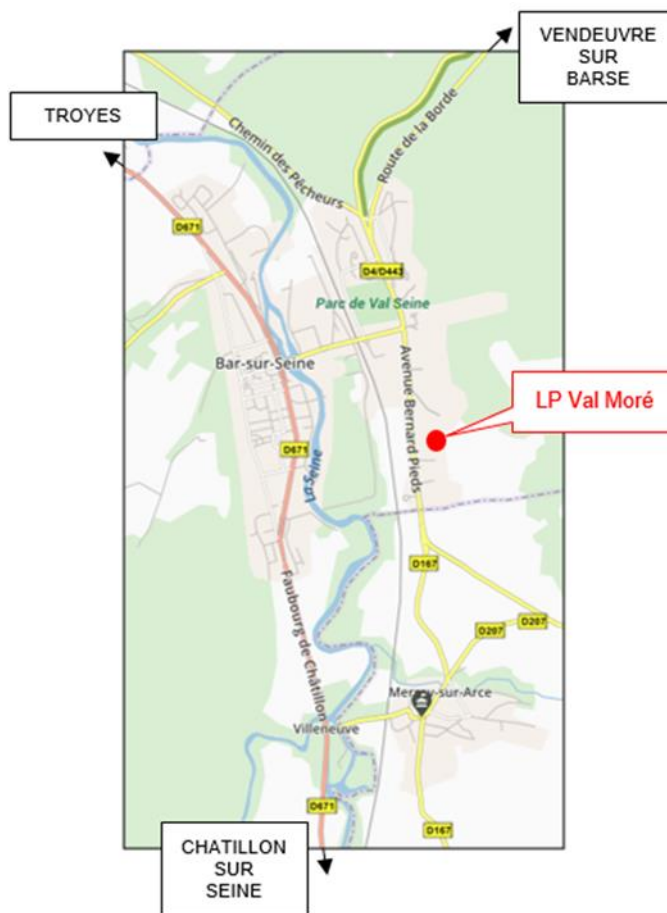 VENDEUVRE
SUR
BARSE
TROYES
Chemin des Pêcheurs
Route de la Borde
D671
D4/D443
Parc de Val Seine
Bar-sur-Seine
Avenue Bernard Pieds
LP Val Moré
D671
La Seine
D167
Faubourg de Châtillon
D207
D207
Merrey-sur-Arce
Villeneuve
D671
D167
CHATILLON
SUR
SEINE